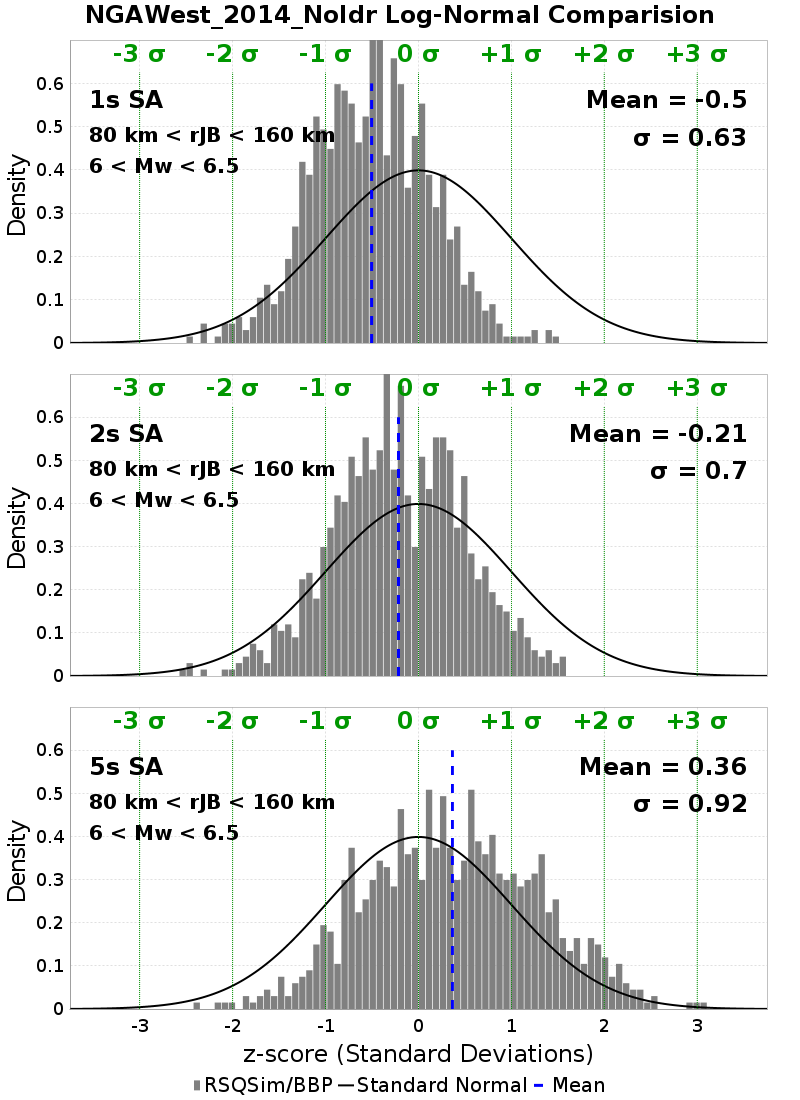 NGAWest_2014_NoIdr Log-Normal Comparision
-3 σ -2 σ -1 σ 0 σ +1 σ +2 σ +3 σ
1s SA
80 km < rJB < 160 km
6 < Mw < 6.5
Mean = -0.5
σ = 0.63
Density
0.6
0.5
0.4
0.3
0.2
0.1
0
-3 σ -2 σ -1 σ 0 σ +1 σ +2 σ +3 σ
2s SA
80 km < rJB < 160 km
6 < Mw < 6.5
Mean = -0.21
σ = 0.7
Density
0.6
0.5
0.4
0.3
0.2
0.1
0
-3 σ -2 σ -1 σ 0 σ +1 σ +2 σ +3 σ
5s SA
80 km < rJB < 160 km
6 < Mw < 6.5
Mean = 0.36
σ = 0.92
Density
0.6
0.5
0.4
0.3
0.2
0.1
0
-3 -2 -1 0 1 2 3
z-score (Standard Deviations)
RSQSim/BBP Standard Normal Mean